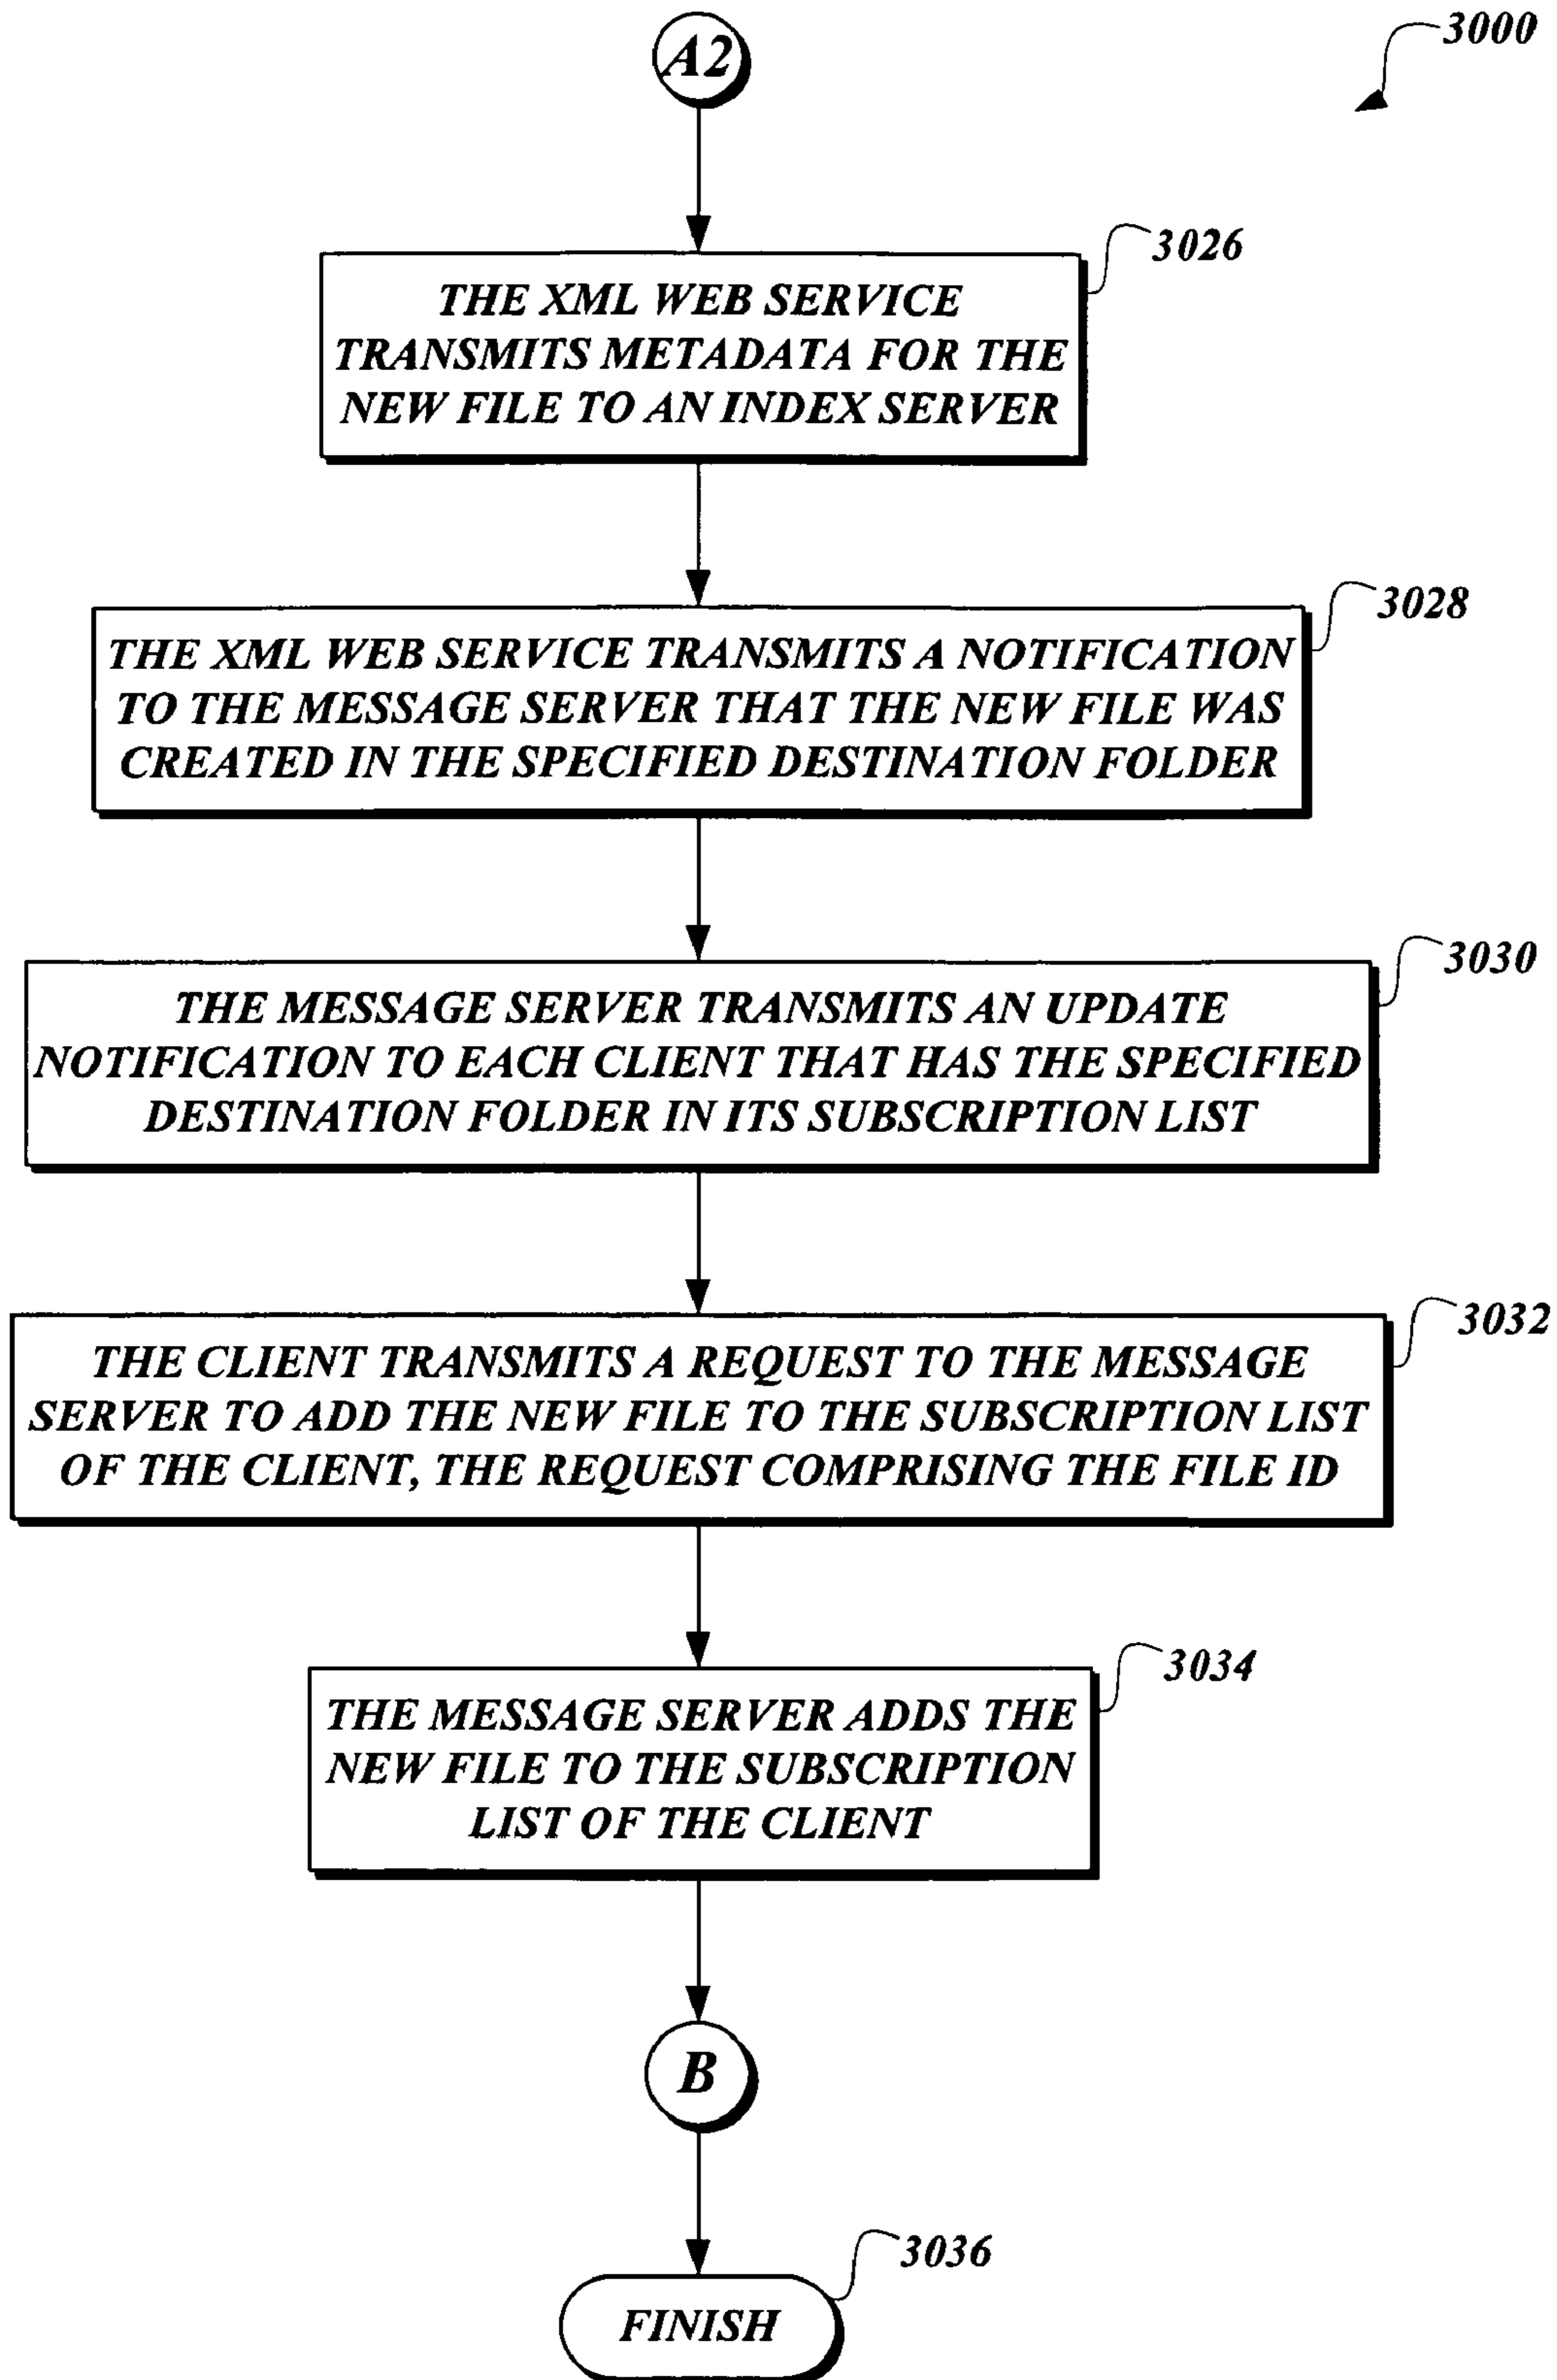 A2
3000
3026
THE XML WEB SERVICE
TRANSMITS METADATA FOR THE
NEW FILE TO AN INDEX SERVER
3028
THE XML WEB SERVICE TRANSMITS A NOTIFICATION
TO THE MESSAGE SERVER THAT THE NEW FILE WAS
CREATED IN THE SPECIFIED DESTINATION FOLDER
3030
THE MESSAGE SERVER TRANSMITS AN UPDATE
NOTIFICATION TO EACH CLIENT THAT HAS THE SPECIFIED
DESTINATION FOLDER IN ITS SUBSCRIPTION LIST
3032
THE CLIENT TRANSMITS A REQUEST TO THE MESSAGE
SERVER TO ADD THE NEW FILE TO THE SUBSCRIPTION LIST
OF THE CLIENT, THE REQUEST COMPRISING THE FILE ID
3034
THE MESSAGE SERVER ADDS THE
NEW FILE TO THE SUBSCRIPTION
LIST OF THE CLIENT
B
3036
FINISH